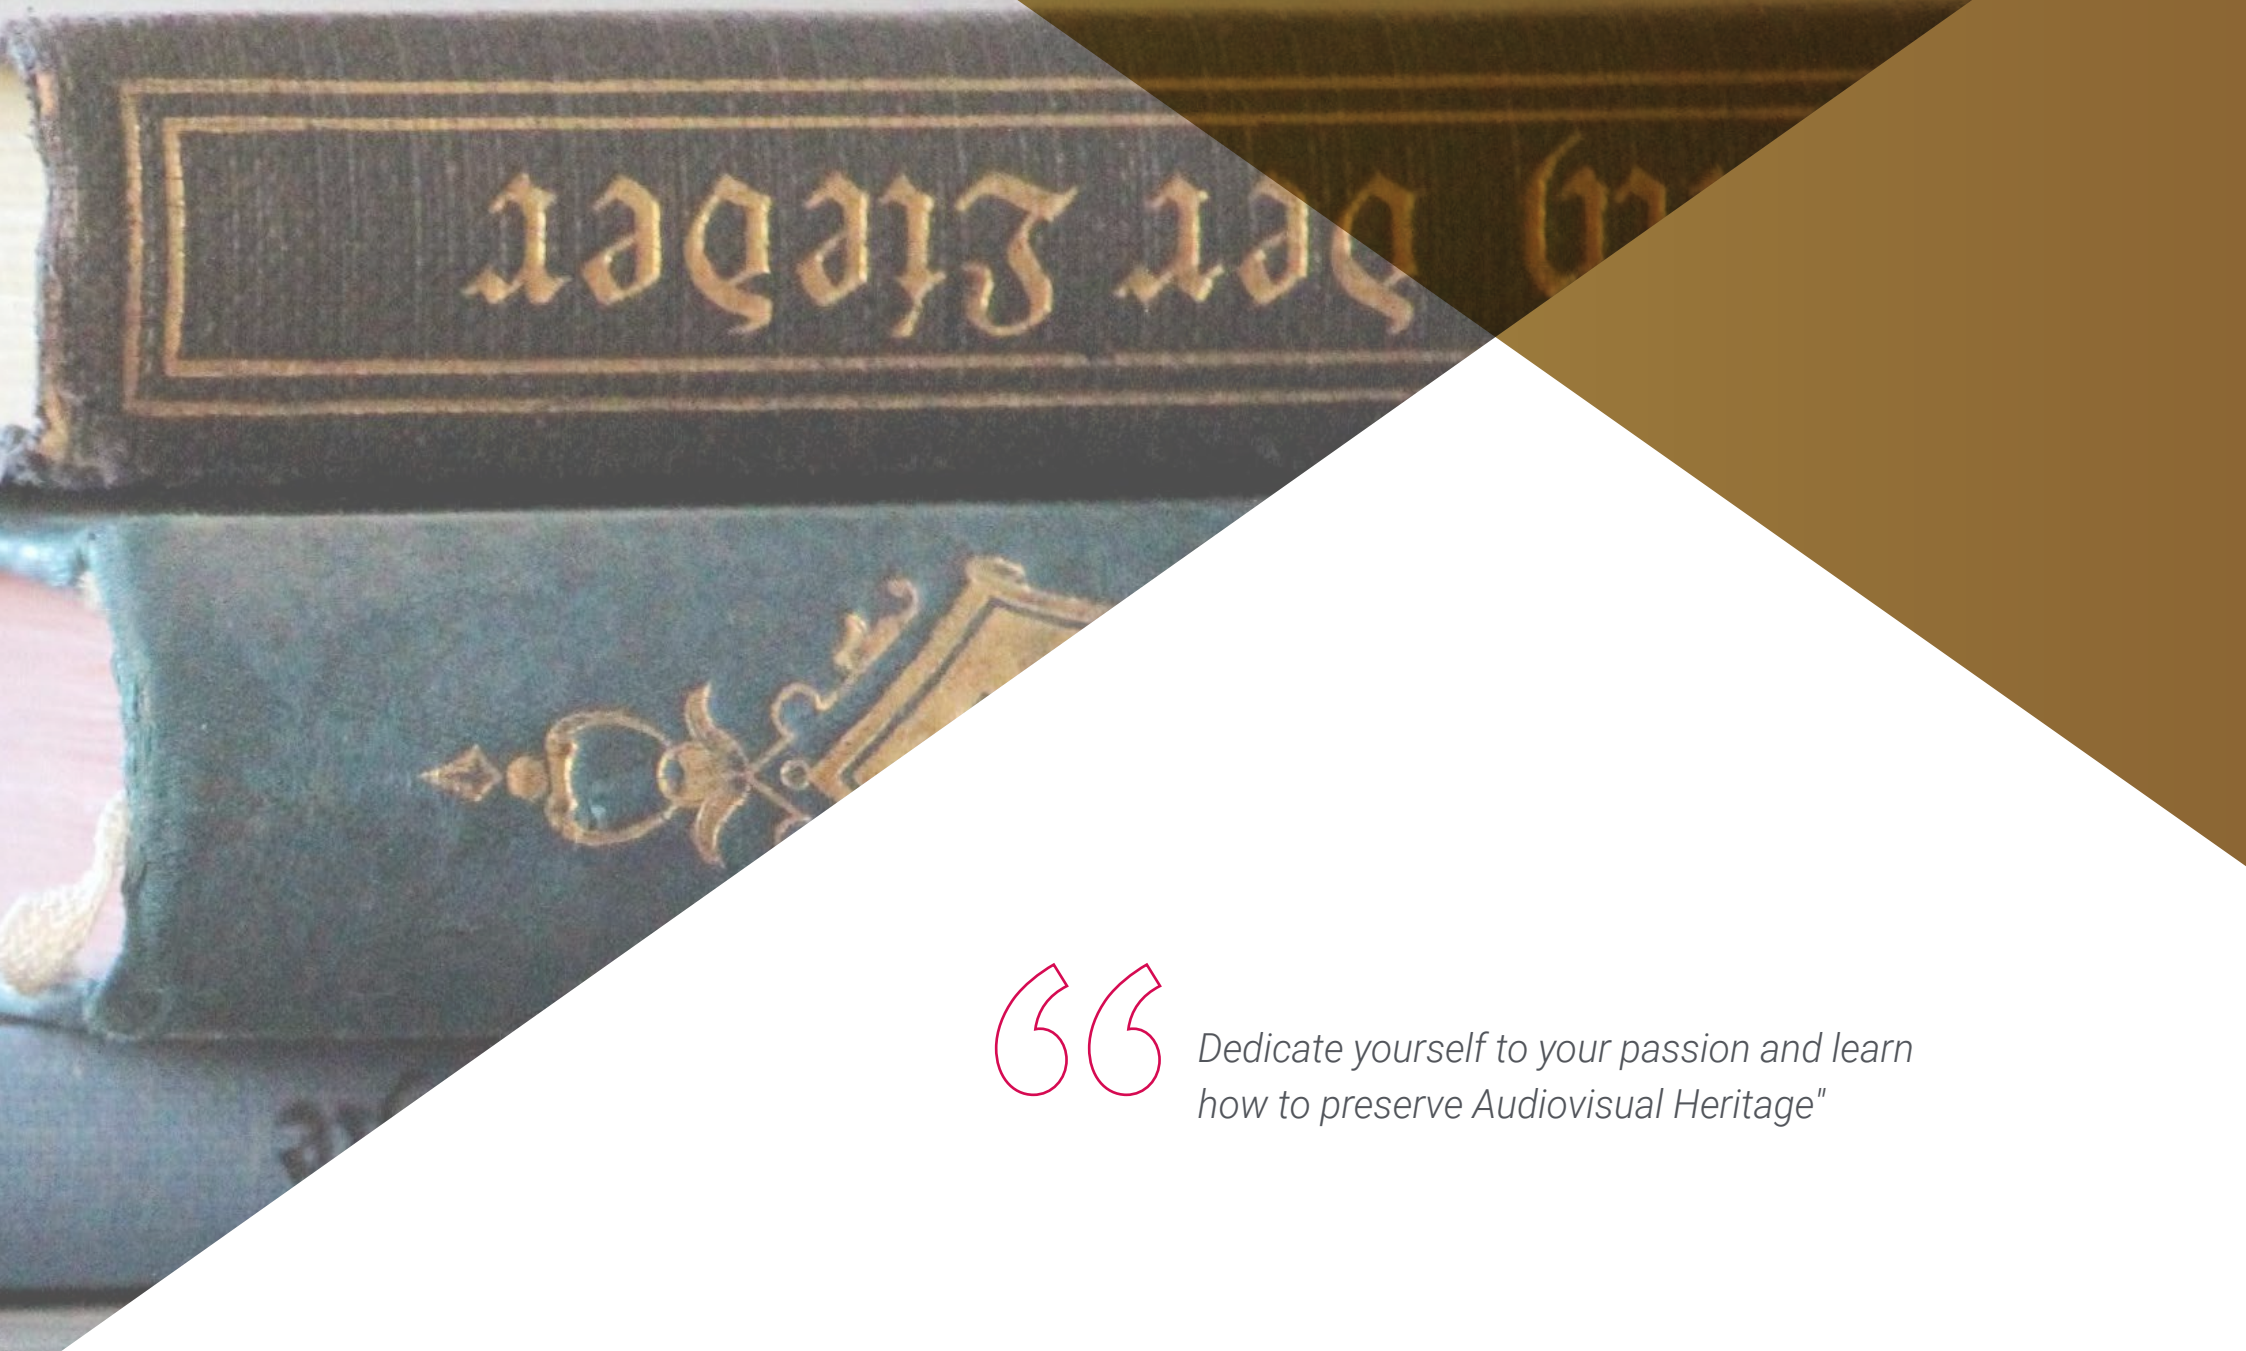 der Lieder
Dedicate yourself to your passion and learn
how to preserve Audiovisual Heritage"